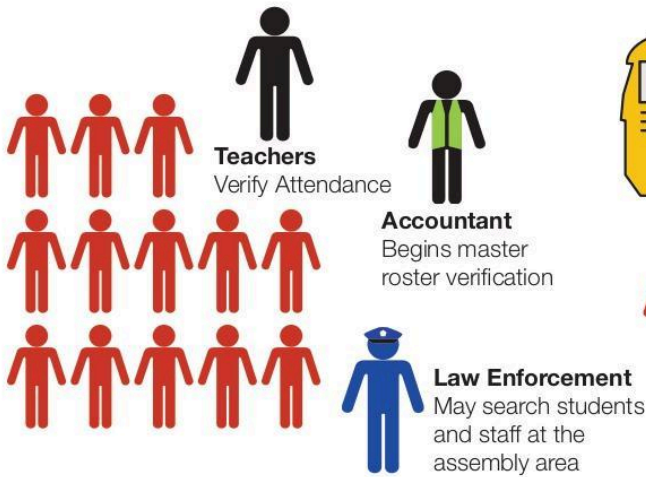 Teachers
Verify Attendance
Accountant
Begins master
roster verification
Law Enforcement
May search students
and staff at the
assembly area